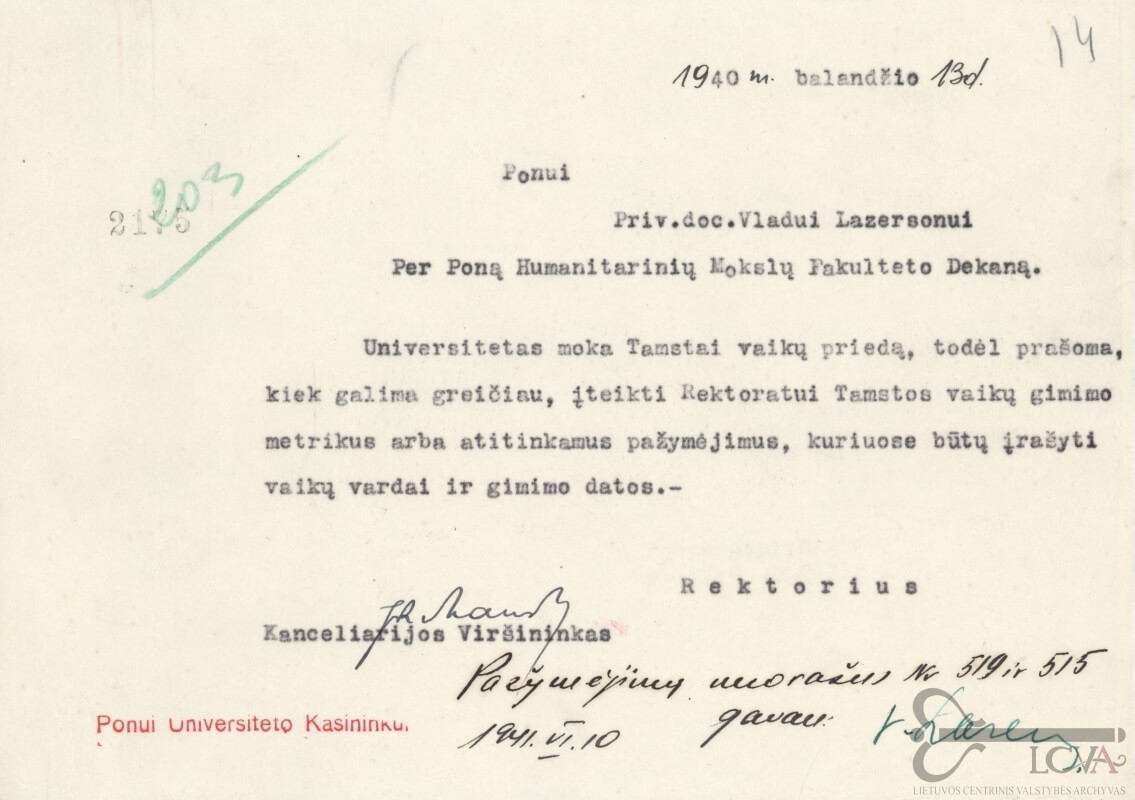 14
1940 m. balandžio 13d.
203
2175
Ponui
Priv.doc.Vladui Lazersonui
Per Poną Humanitarinių Mokslų Fakulteto Dekaną.
Universitetas moka Tamstai vaikų priedą, todėl prašoma,
kiek galima greičiau, įteikti Rektoratui Tamstos vaikų gimimo
metrikus arba atitinkamus pažymėjimus, kuriuose būtų įrašyti
vaikų vardai ir gimimo datos.-
Rektorius
Kanceliarijos Viršininkas
Pažymėjimų nuorašus Nr 519 ir 515
gavau:
Ponui Universiteto Kasininkui.
1941.VI.10
LCVA
LIETUVOS CENTRINIS VALSTYBĖS ARCHYVAS